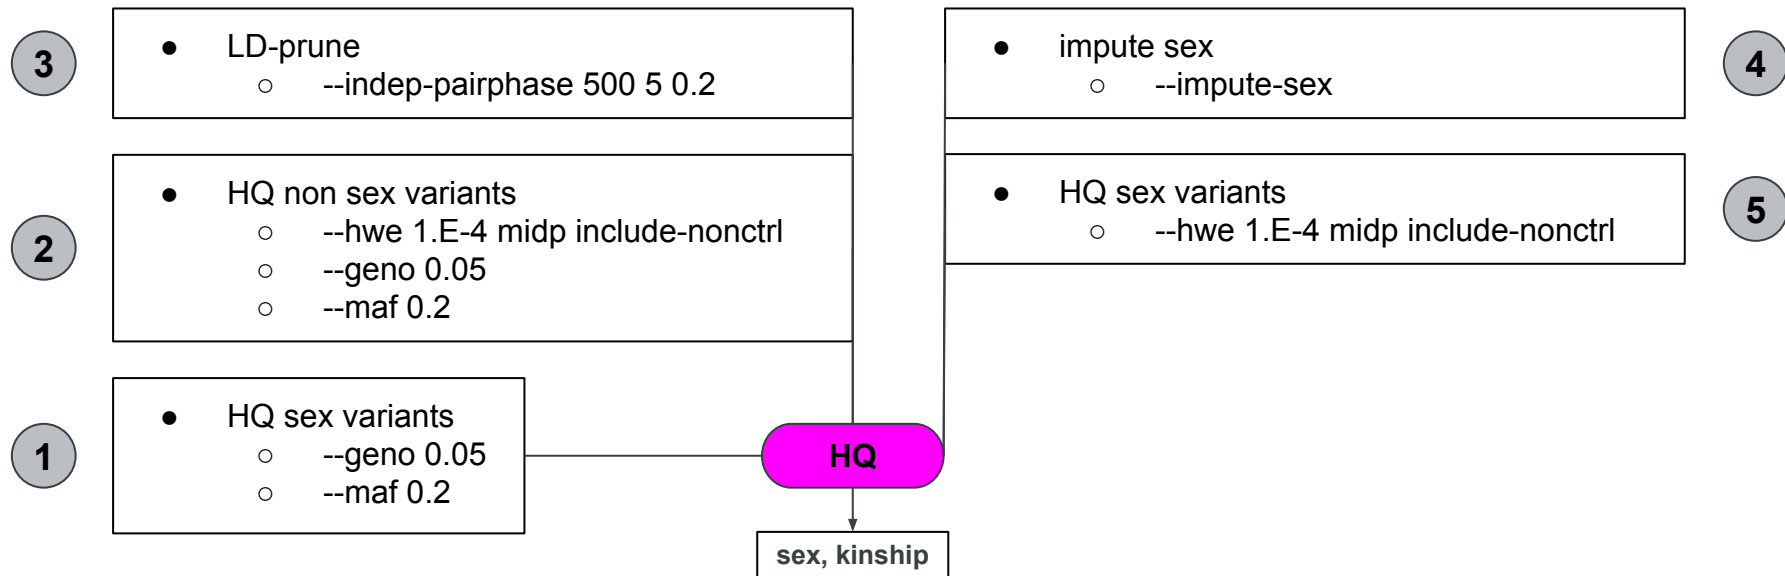 3
● LD-prune
○ --indep-pairphase 500 5 0.2
● impute sex
○ --impute-sex
4
2
● HQ non sex variants
○ --hwe 1.E-4 midp include-nonctrl
○ --geno 0.05
○ --maf 0.2
● HQ sex variants
○ --hwe 1.E-4 midp include-nonctrl
5
1
● HQ sex variants
○ --geno 0.05
○ --maf 0.2
HQ
sex, kinship